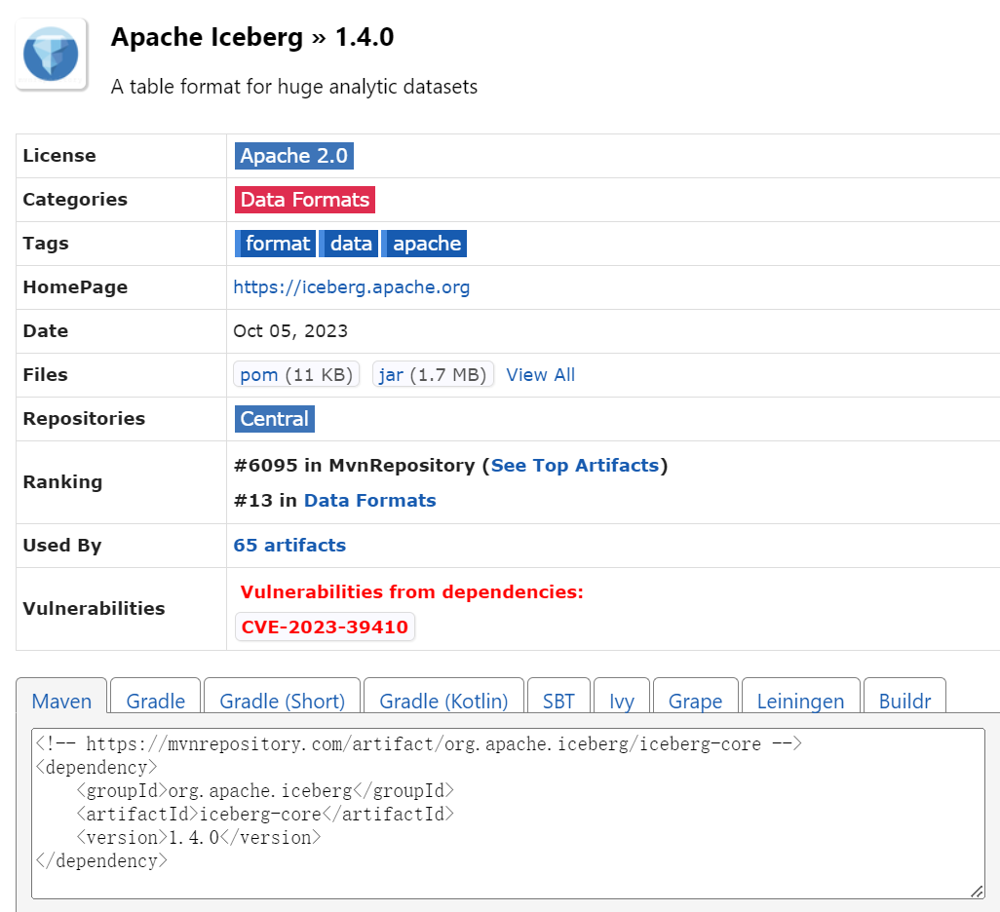 Apache Iceberg » 1.4.0
A table format for huge analytic datasets
License Apache 2.0
Categories Data Formats
Tags format data apache
HomePage https://iceberg.apache.org
Date Oct 05, 2023
Files pom (11 KB) jar (1.7 MB) View All
Repositories Central
Ranking #6095 in MvnRepository (See Top Artifacts)
#13 in Data Formats
Used By 65 artifacts
Vulnerabilities Vulnerabilities from dependencies:
CVE-2023-39410
Maven Gradle Gradle (Short) Gradle (Kotlin) SBT Ivy Grape Leiningen Buildr
<!-- https://mvnrepository.com/artifact/org.apache.iceberg/iceberg-core -->
<dependency>
    <groupId>org.apache.iceberg</groupId>
    <artifactId>iceberg-core</artifactId>
    <version>1.4.0</version>
</dependency>